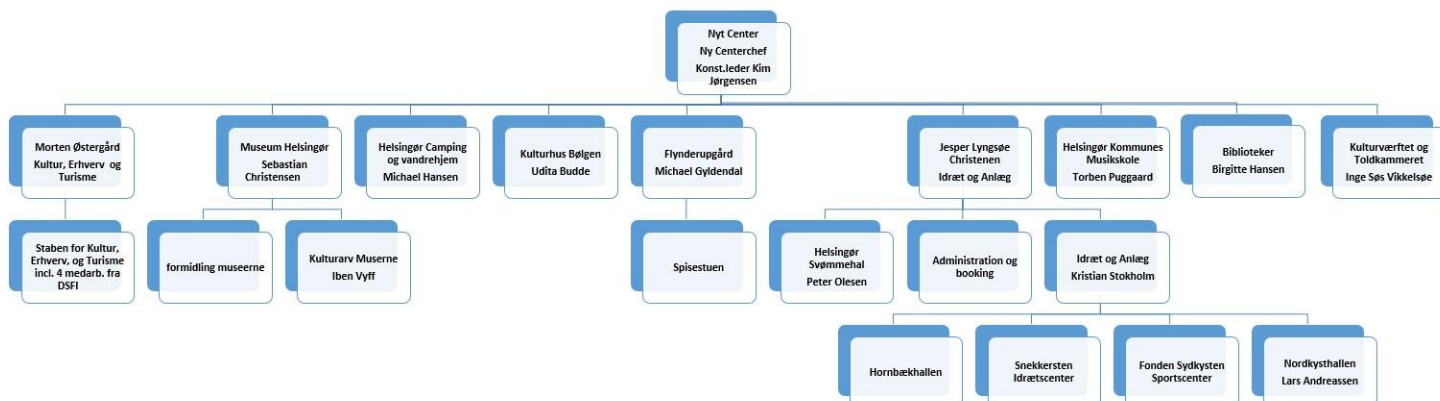 Nyt Center
Ny Centerchef
Konst.leder Kim
Jørgensen
Morten Østergård
Kultur, Erhverv og
Turisme
Museum Helsingør
Sebastian
Christensen
Helsingør Camping
og vandrehjem
Michael Hansen
Kulturhus Bølgen
Udita Budde
Flynderupgård
Michael Gyldendal
Jesper Lyngsøe
Christenen
Idræt og Anlæg
Helsingør Kommunes
Musikskole
Torben Puggaard
Biblioteker
Birgitte Hansen
Kulturværftet og
Toldkammeret
Inge Søs Vikkelsøe
Staben for Kultur,
Erhverv, og Turisme
incl. 4 medarb. fra
DSFI
formidling museerne
Kulturarv Muserne
Iben Vyff
Spisestuen
Helsingør
Svømmehal
Peter Olesen
Administration og
booking
Idræt og Anlæg
Kristian Stokholm
Hornbækhallen
Snekkersten
Idrætscenter
Fonden Sydkysten
Sportscenter
Nordkysthallen
Lars Andreassen